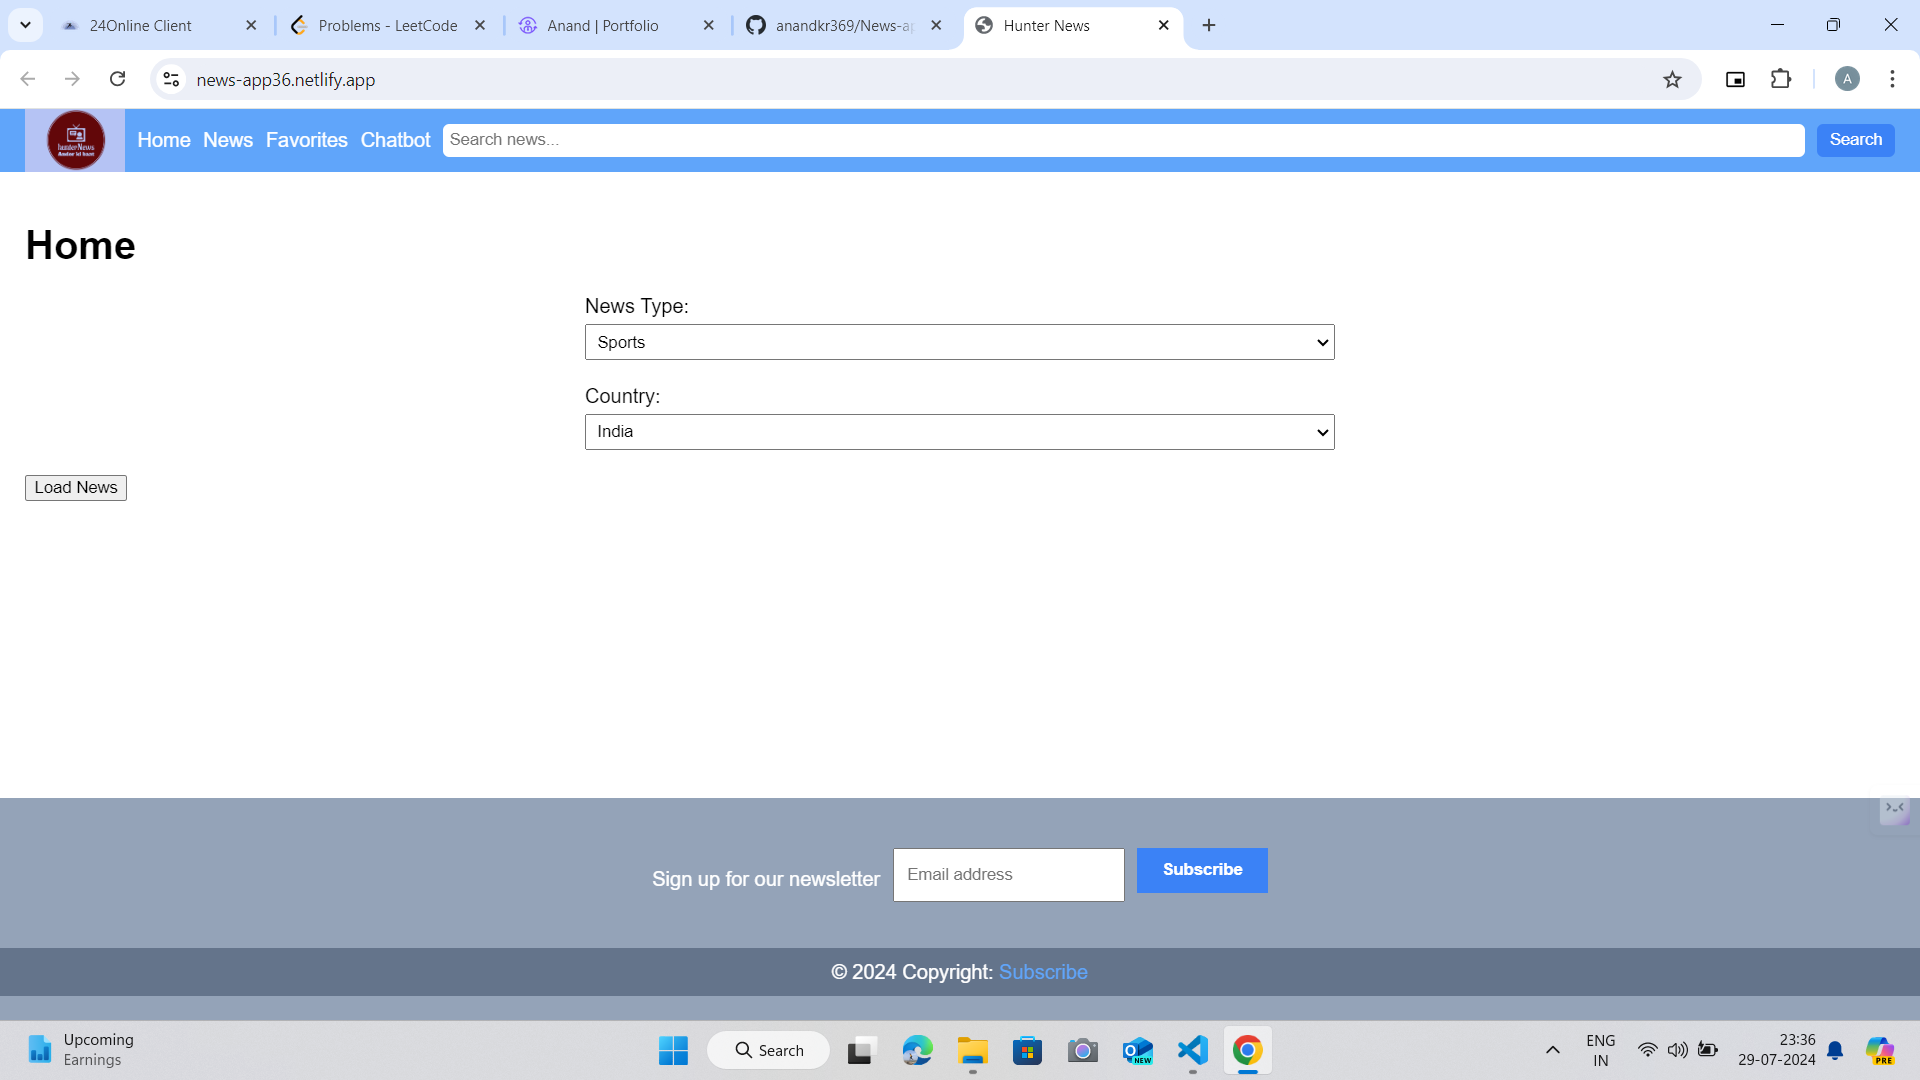 24Online Client
Problems - LeetCode
Anand | Portfolio
anandkr369/News-ap
Hunter News
news-app36.netlify.app
A
hunterNews
Home
News
Favorites
Chatbot
Search news...
Search
Home
News Type:
Sports
Country:
India
Load News
Sign up for our newsletter
Email address
Subscribe
© 2024 Copyright: Subscribe
Upcoming
Earnings
Search
NEW
ENG
IN
23:36
29-07-2024
PRE